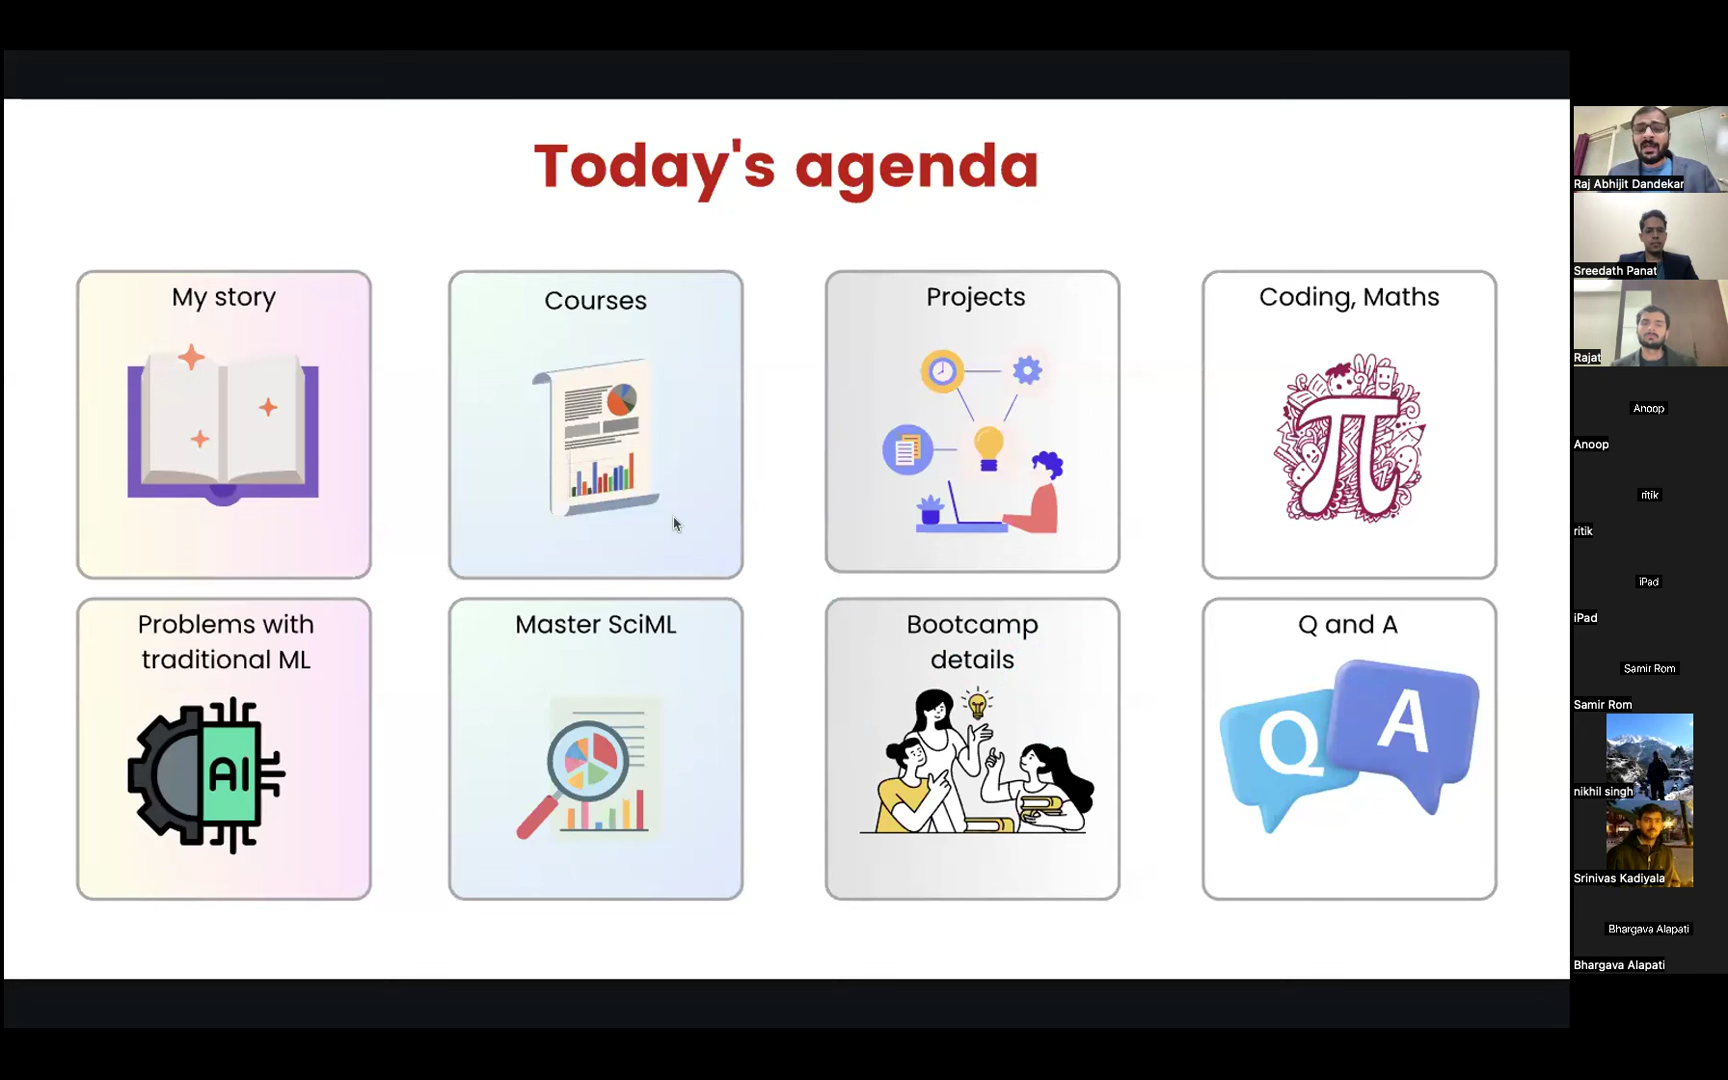 Today's agenda
My story
Courses
Projects
Coding, Maths
Problems with
traditional ML
AI
Master SciML
Bootcamp
details
Q and A
Q
A
Raj Abhijit Dandekar
Sreedath Panat
Rajat
Anoop
Anoop
ritik
ritik
iPad
iPad
Samir Rom
Samir Rom
nikhil singh
Srinivas Kadiyala
Bhargava Alapati
Bhargava Alapati